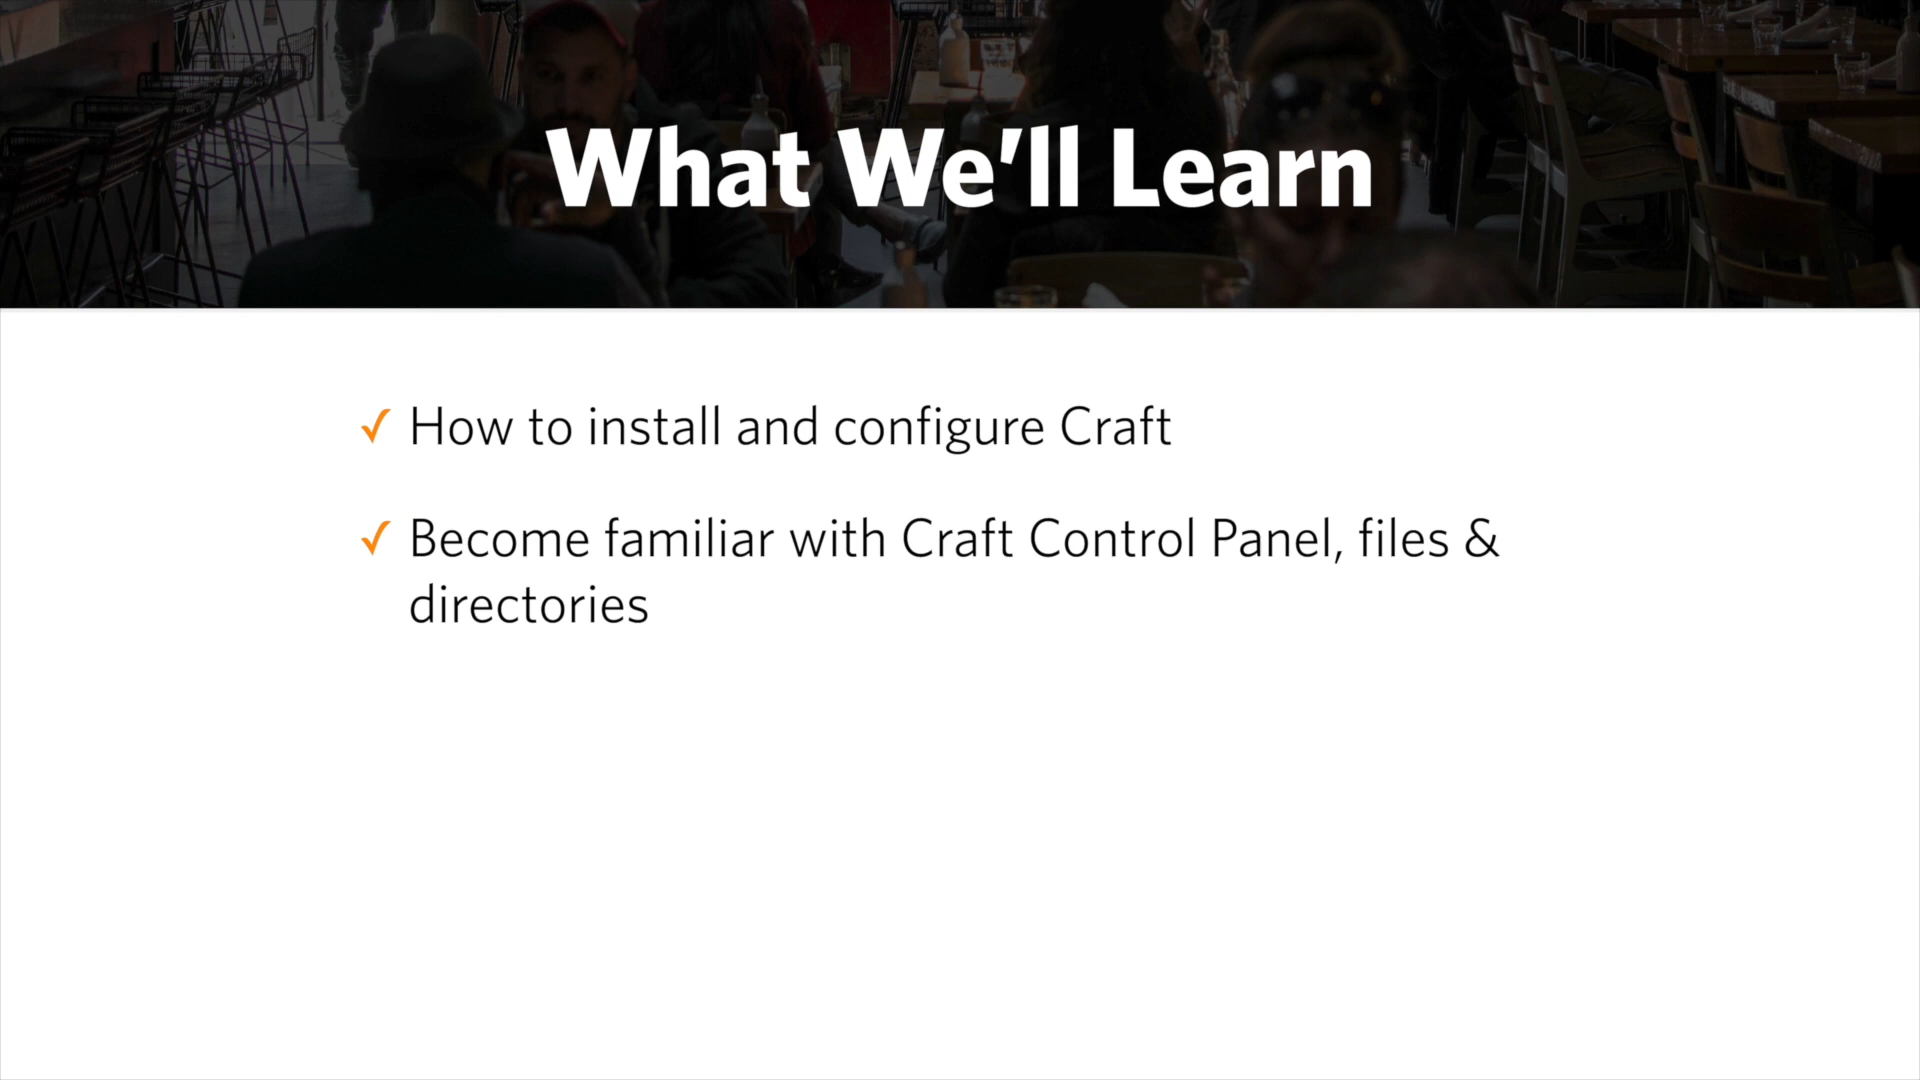 What We’ll Learn
✓ How to install and configure Craft
✓ Become familiar with Craft Control Panel, files &
directories